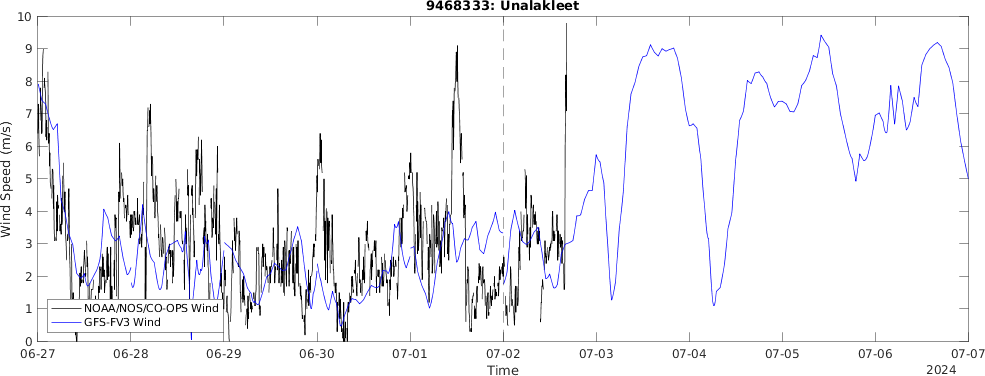 9468333: Unalakleet
10
9
8
7
6
5
4
3
2
1
0
Wind Speed (m/s)
NOAA/NOS/CO-OPS Wind
GFS-FV3 Wind
06-27 06-28 06-29 06-30 07-01 07-02 07-03 07-04 07-05 07-06 07-07
Time
2024